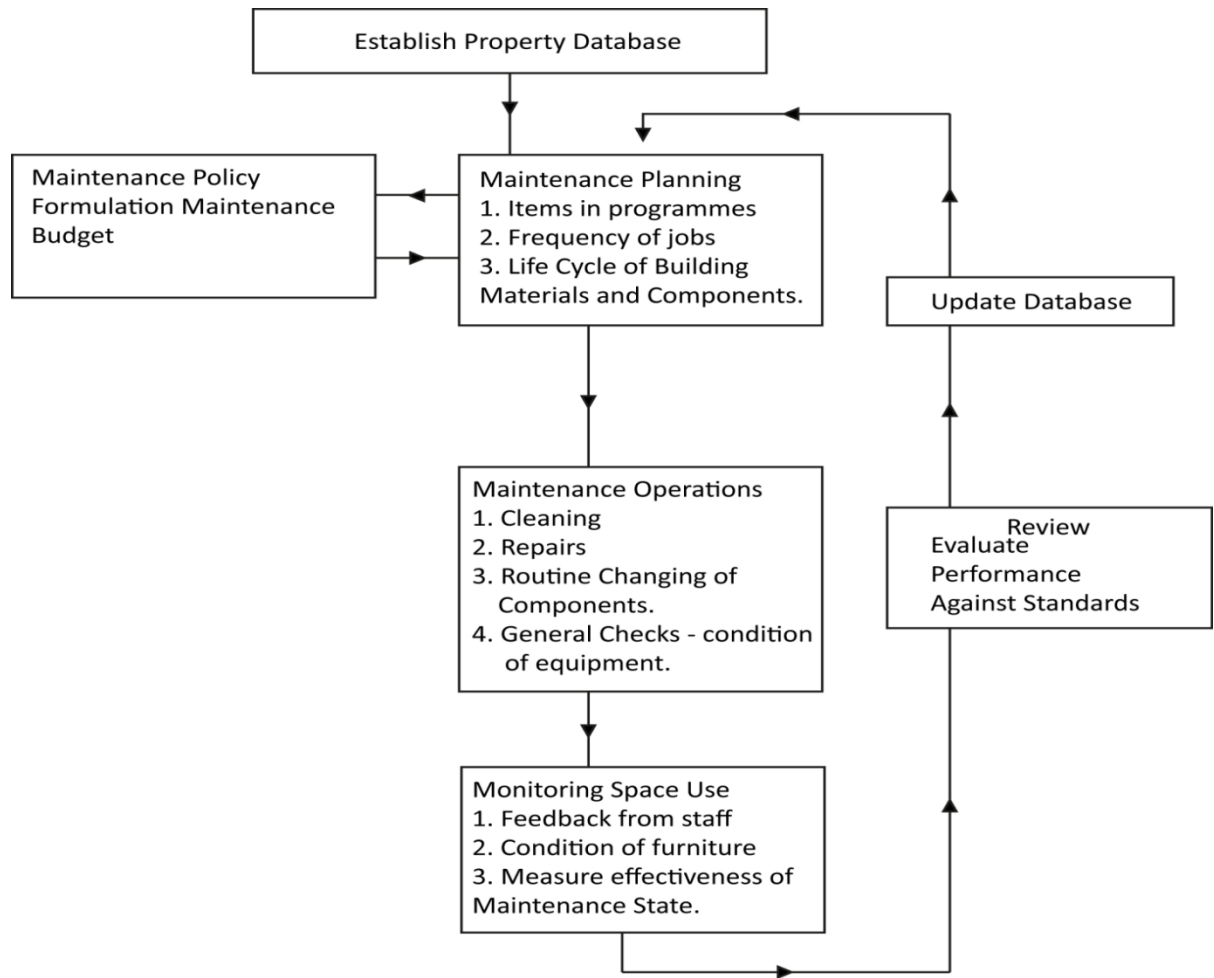 Establish Property Database
Maintenance Policy
Formulation Maintenance
Budget
Maintenance Planning
1. Items in programmes
2. Frequency of jobs
3. Life Cycle of Building
Materials and Components.
Update Database
Maintenance Operations
1. Cleaning
2. Repairs
3. Routine Changing of
Components.
4. General Checks - condition
of equipment.
Review
Evaluate
Performance
Against Standards
Monitoring Space Use
1. Feedback from staff
2. Condition of furniture
3. Measure effectiveness of
Maintenance State.